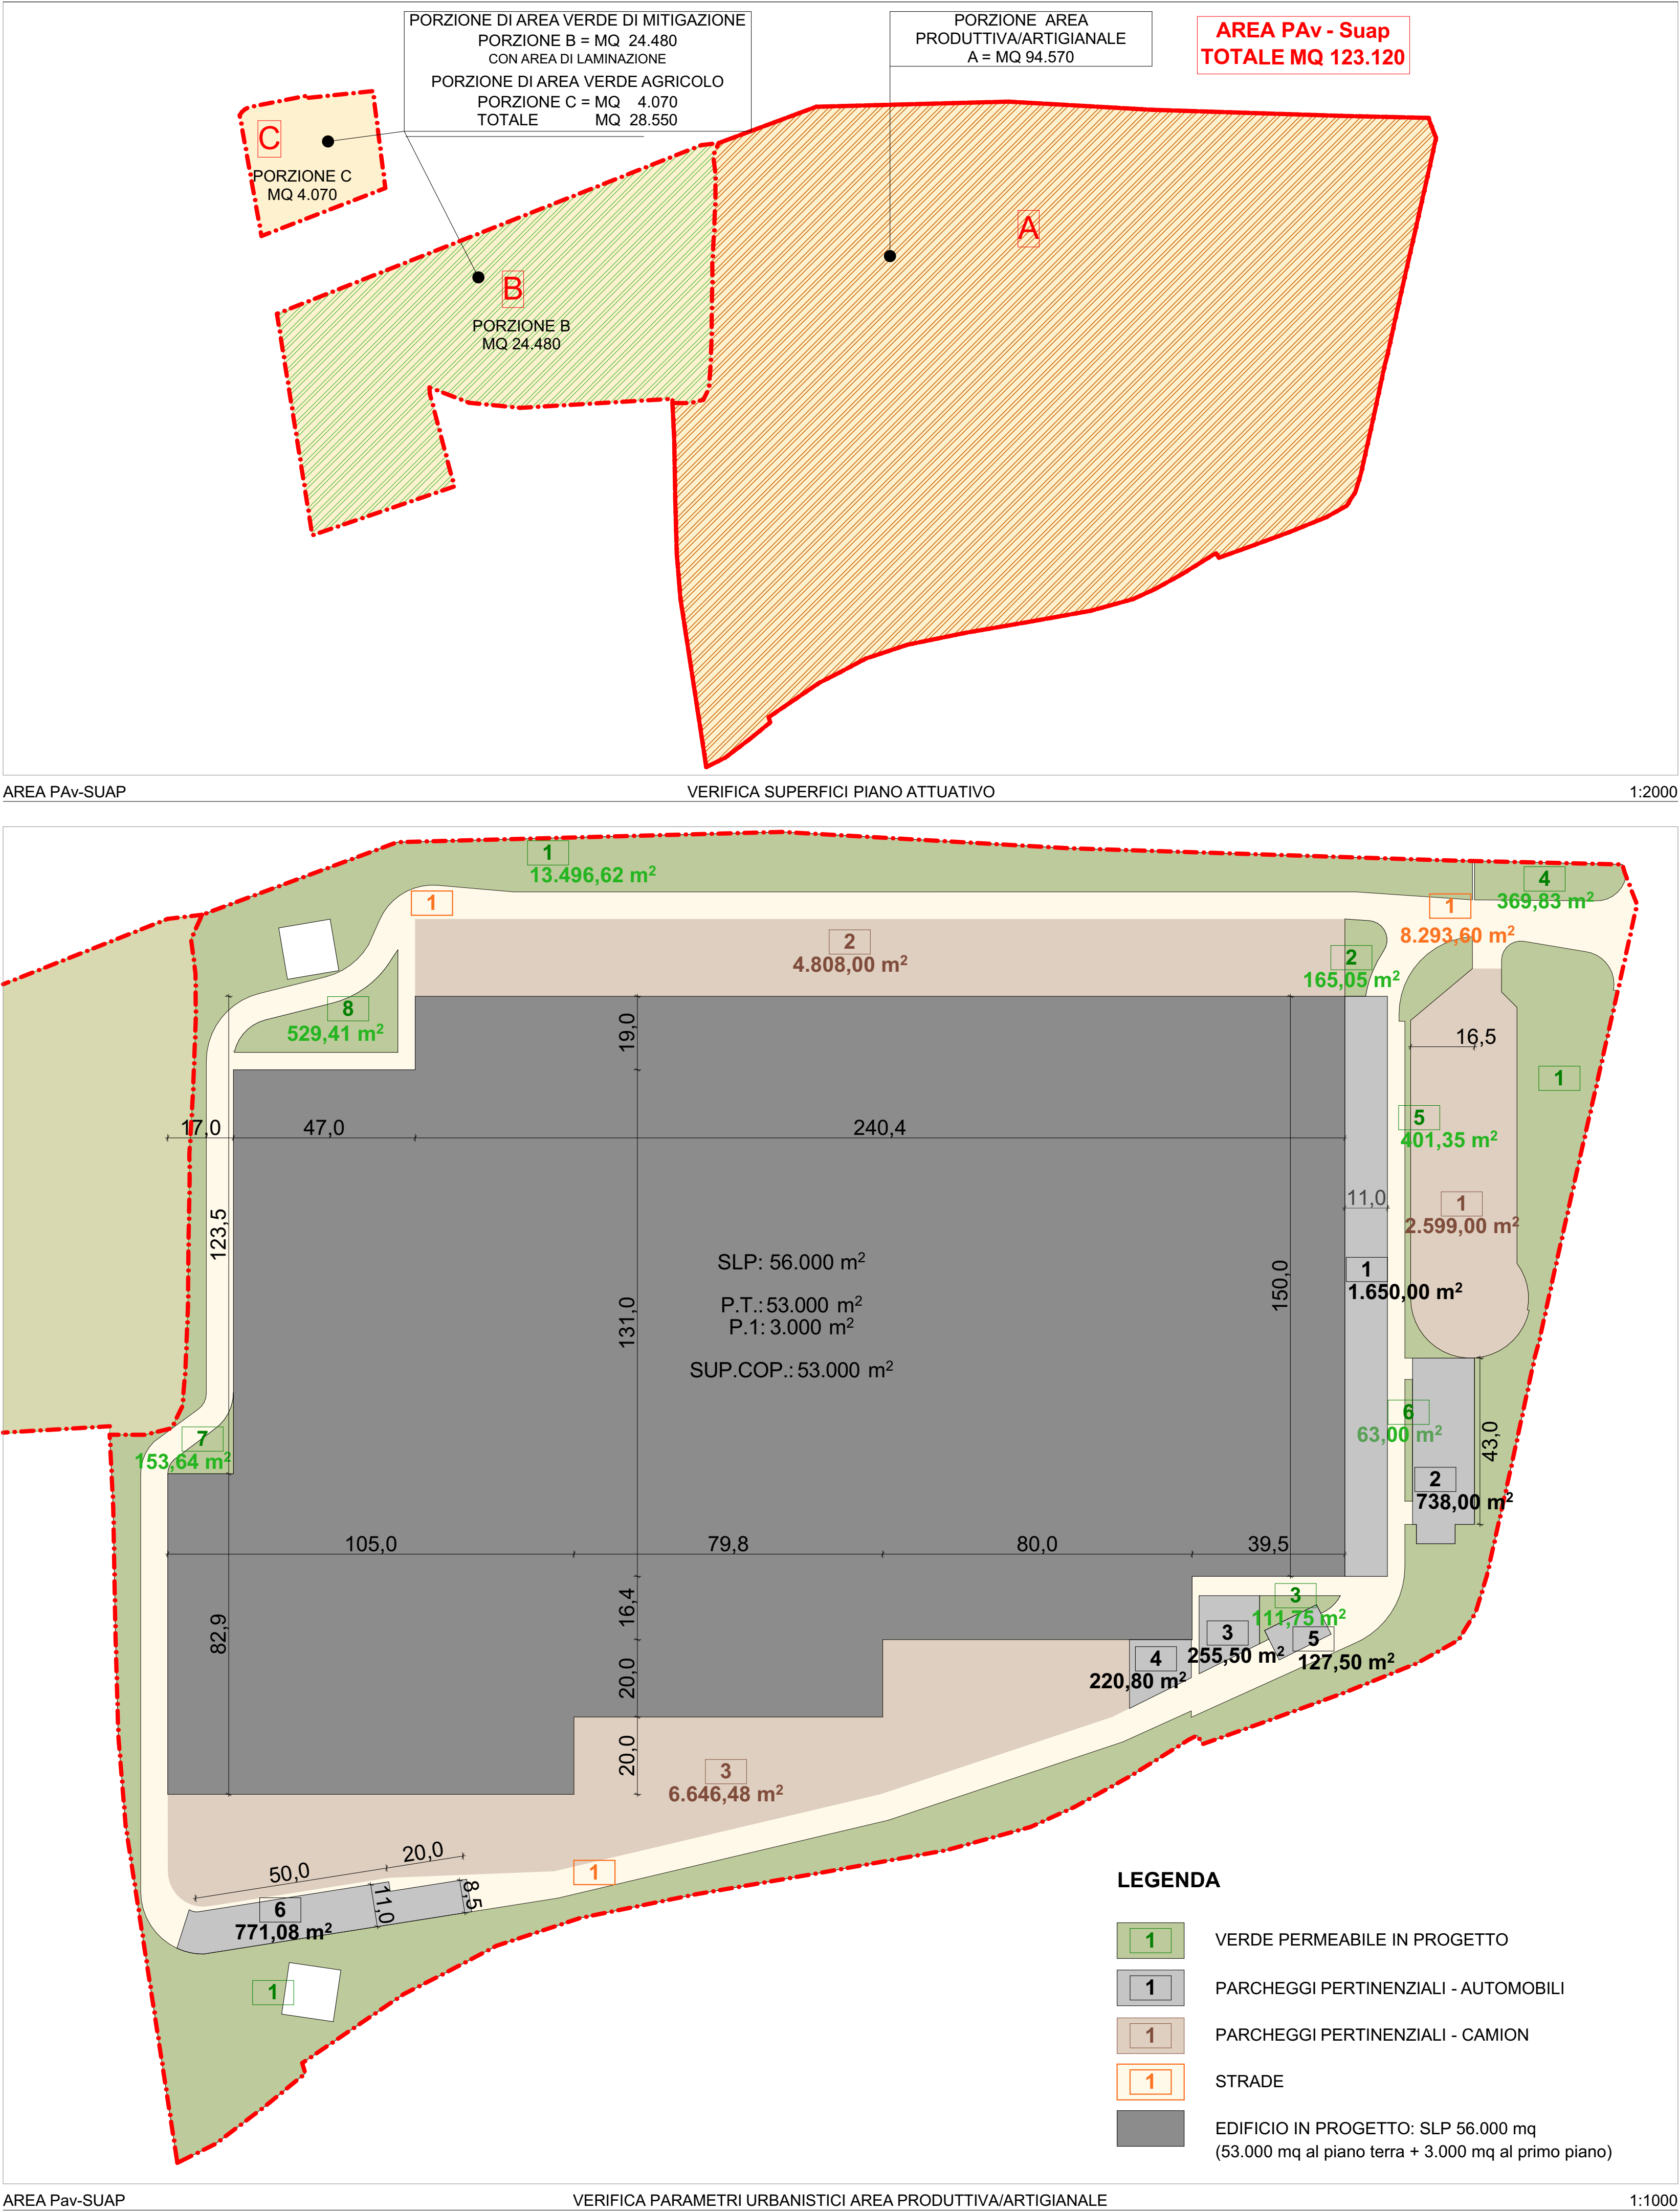 PORZIONE DI AREA VERDE DI MITIGAZIONE
PORZIONE B = MQ 24.480
CON AREA DI LAMINAZIONE
PORZIONE DI AREA VERDE AGRICOLO
PORZIONE C = MQ 4.070
TOTALE MQ 28.550
PORZIONE AREA
PRODUTTIVA/ARTIGIANALE
A = MQ 94.570
AREA PAv - Suap
TOTALE MQ 123.120
C
PORZIONE C
MQ 4.070
A
B
PORZIONE B
MQ 24.480
AREA PAv-SUAP
VERIFICA SUPERFICI PIANO ATTUATIVO
1:2000
1
13.496,62 m²
4
369,83 m²
1
1
8.293,60 m²
2
4.808,00 m²
2
165,05 m²
8
529,41 m²
19,0
16,5
1
17,0
47,0
240,4
5
401,35 m²
11,0
1
2.599,00 m²
123,5
SLP: 56.000 m²
P.T.: 53.000 m²
P.1: 3.000 m²
SUP.COP.: 53.000 m²
131,0
150,0
1
1.650,00 m²
6
63,00 m²
43,0
7
153,64 m²
2
738,00 m²
105,0
79,8
80,0
39,5
82,9
16,4
3
111,75 m²
3
255,50 m²
5
127,50 m²
4
220,80 m²
20,0
20,0
3
6.646,48 m²
50,0
20,0
1
11,0
8,5
6
771,08 m²
1
LEGENDA
1 VERDE PERMEABILE IN PROGETTO
1 PARCHEGGI PERTINENZIALI - AUTOMOBILI
1 PARCHEGGI PERTINENZIALI - CAMION
1 STRADE
EDIFICIO IN PROGETTO: SLP 56.000 mq
(53.000 mq al piano terra + 3.000 mq al primo piano)
AREA Pav-SUAP
VERIFICA PARAMETRI URBANISTICI AREA PRODUTTIVA/ARTIGIANALE
1:1000